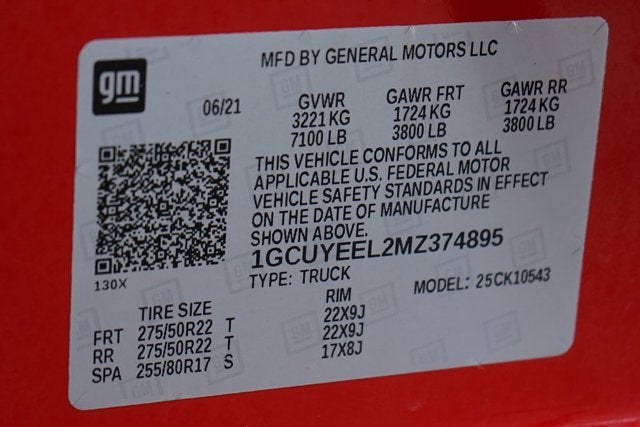 MFD BY GENERAL MOTORS LLC
gm
06/21
GVWR GAWR FRT GAWR RR
3221 KG 1724 KG 1724 KG
7100 LB 3800 LB 3800 LB
THIS VEHICLE CONFORMS TO ALL
APPLICABLE U.S. FEDERAL MOTOR
VEHICLE SAFETY STANDARDS IN EFFECT
ON THE DATE OF MANUFACTURE
SHOWN ABOVE.
1GCUYEEL2MZ374895
130X
TYPE: TRUCK MODEL: 25CK10543
TIRE SIZE RIM
FRT 275/50R22 T 22X9J
RR 275/50R22 T 22X9J
SPA 255/80R17 S 17X8J